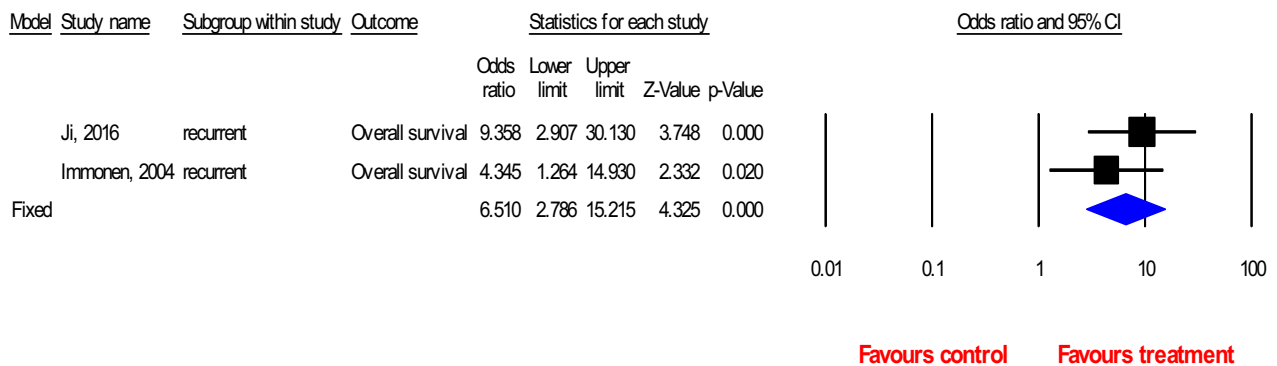 Model Study name Subgroup within study Outcome Statistics for each study Odds ratio and 95% CI
Odds Lower Upper
ratio limit limit Z-Value p-Value
Ji, 2016 recurrent Overall survival 9.358 2.907 30.130 3.748 0.000
Immonen, 2004 recurrent Overall survival 4.345 1.264 14.930 2.332 0.020
Fixed 6.510 2.786 15.215 4.325 0.000
0.01 0.1 1 10 100
Favours control Favours treatment